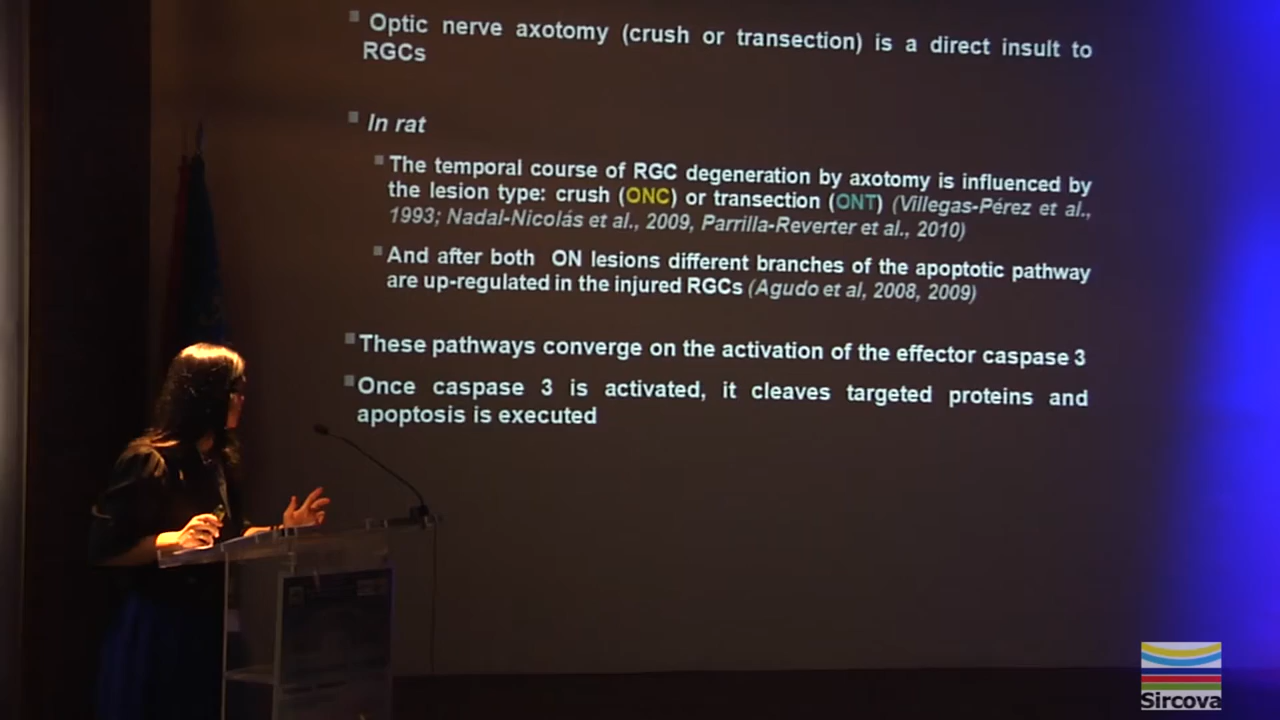 Optic nerve axotomy (crush or transection) is a direct insult to
RGCs
In rat
The temporal course of RGC degeneration by axotomy is influenced by
the lesion type: crush (ONC) or transection (ONT) (Villegas-Pérez et al.,
1993; Nadal-Nicolás et al., 2009, Parrilla-Reverter et al., 2010)
And after both ON lesions different branches of the apoptotic pathway
are up-regulated in the injured RGCs (Agudo et al, 2008, 2009)
These pathways converge on the activation of the effector caspase 3
Once caspase 3 is activated, it cleaves targeted proteins and
apoptosis is executed
Sircova